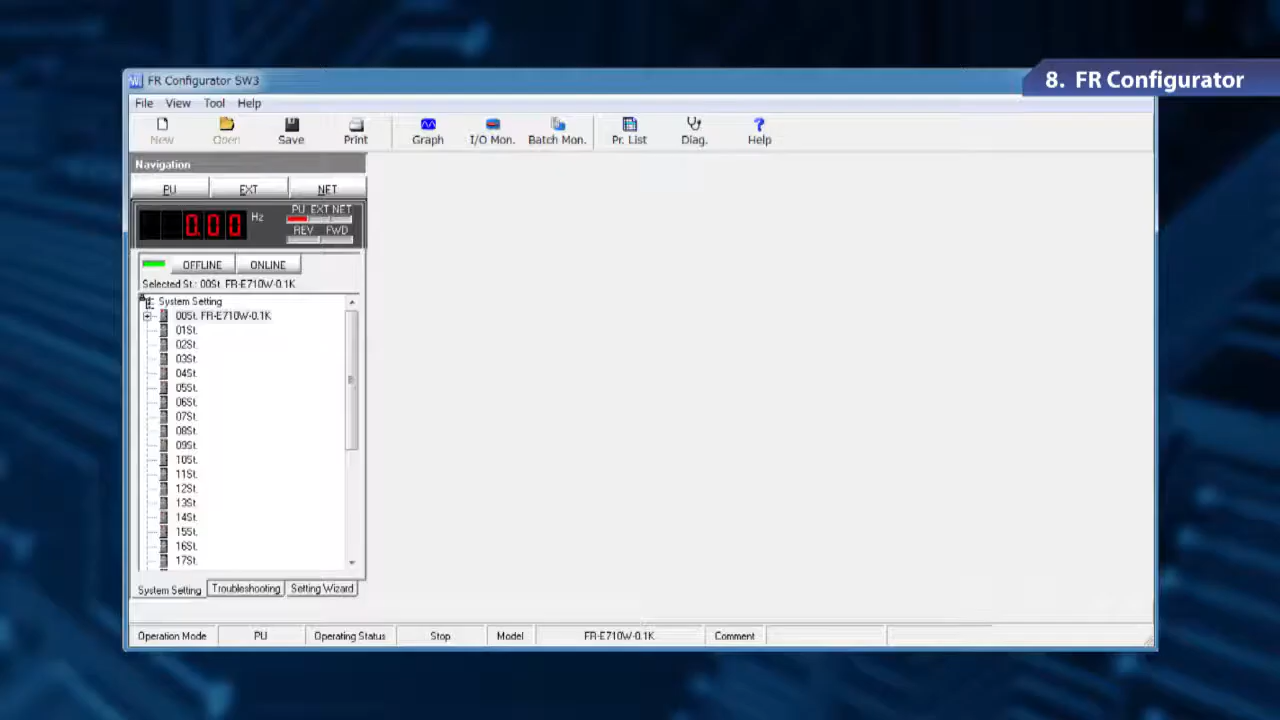 8. FR Configurator
FR Configurator SW3
File View Tool Help
New Open Save Print Graph I/O Mon. Batch Mon. Pr. List Diag. Help
Navigation
PU EXT NET
0.00 Hz PU EXT NET
REV FWD
OFFLINE ONLINE
Selected St.: 00St. FR-E710W-0.1K
System Setting
00St. FR-E710W-0.1K
01St.
02St.
03St.
04St.
05St.
06St.
07St.
08St.
09St.
10St.
11St.
12St.
13St.
14St.
15St.
16St.
17St.
System Setting Troubleshooting Setting Wizard
Operation Mode PU Operating Status Stop Model FR-E710W-0.1K Comment